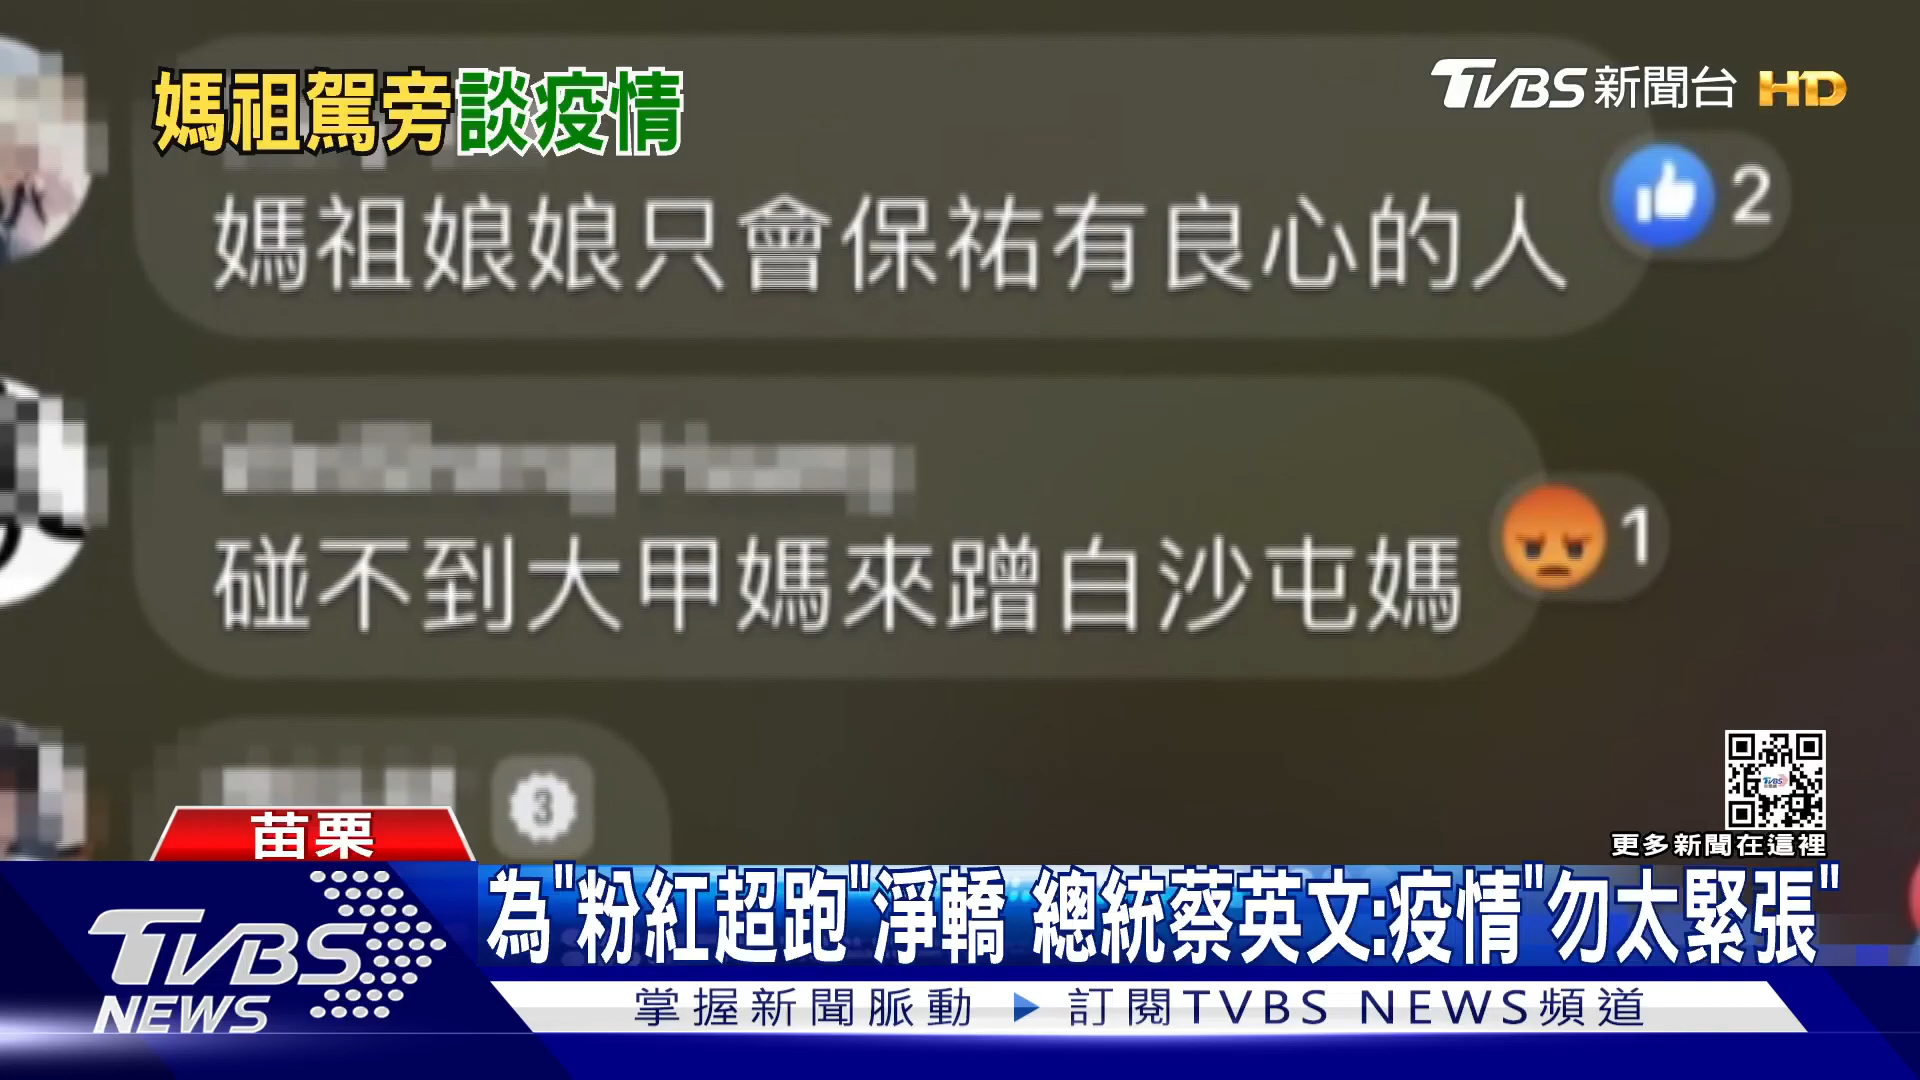 媽祖駕旁談疫情
TVBS新聞台 HD
媽祖娘娘只會保祐有良心的人
2
碰不到大甲媽來蹭白沙屯媽
1
3
TVBS
更多新聞在這裡
苗栗
為"粉紅超跑"淨轎 總統蔡英文:疫情"勿太緊張"
TVBS NEWS
掌握新聞脈動 ▶ 訂閱TVBS NEWS頻道